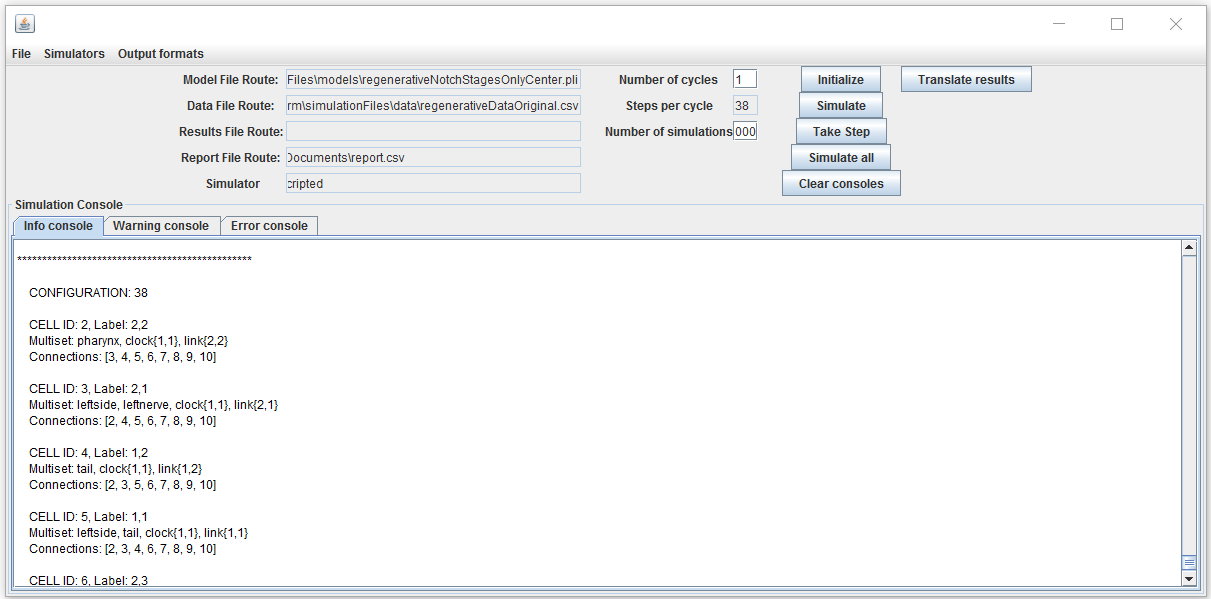 File Simulators Output formats
Model File Route: Files\models\regenerativeNotchStagesOnlyCenter.pli Number of cycles 1 Initialize Translate results
Data File Route: rm\simulationFiles\data\regenerativeDataOriginal.csv Steps per cycle 38 Simulate
Results File Route: Number of simulations 000 Take Step
Report File Route: Documents\report.csv Simulate all
Simulator cripted Clear consoles
Simulation Console
Info console Warning console Error console
***********************************************
CONFIGURATION: 38
CELL ID: 2, Label: 2,2
Multiset: pharynx, clock{1,1}, link{2,2}
Connections: [3, 4, 5, 6, 7, 8, 9, 10]
CELL ID: 3, Label: 2,1
Multiset: leftside, leftnerve, clock{1,1}, link{2,1}
Connections: [2, 4, 5, 6, 7, 8, 9, 10]
CELL ID: 4, Label: 1,2
Multiset: tail, clock{1,1}, link{1,2}
Connections: [2, 3, 5, 6, 7, 8, 9, 10]
CELL ID: 5, Label: 1,1
Multiset: leftside, tail, clock{1,1}, link{1,1}
Connections: [2, 3, 4, 6, 7, 8, 9, 10]
CELL ID: 6, Label: 2,3